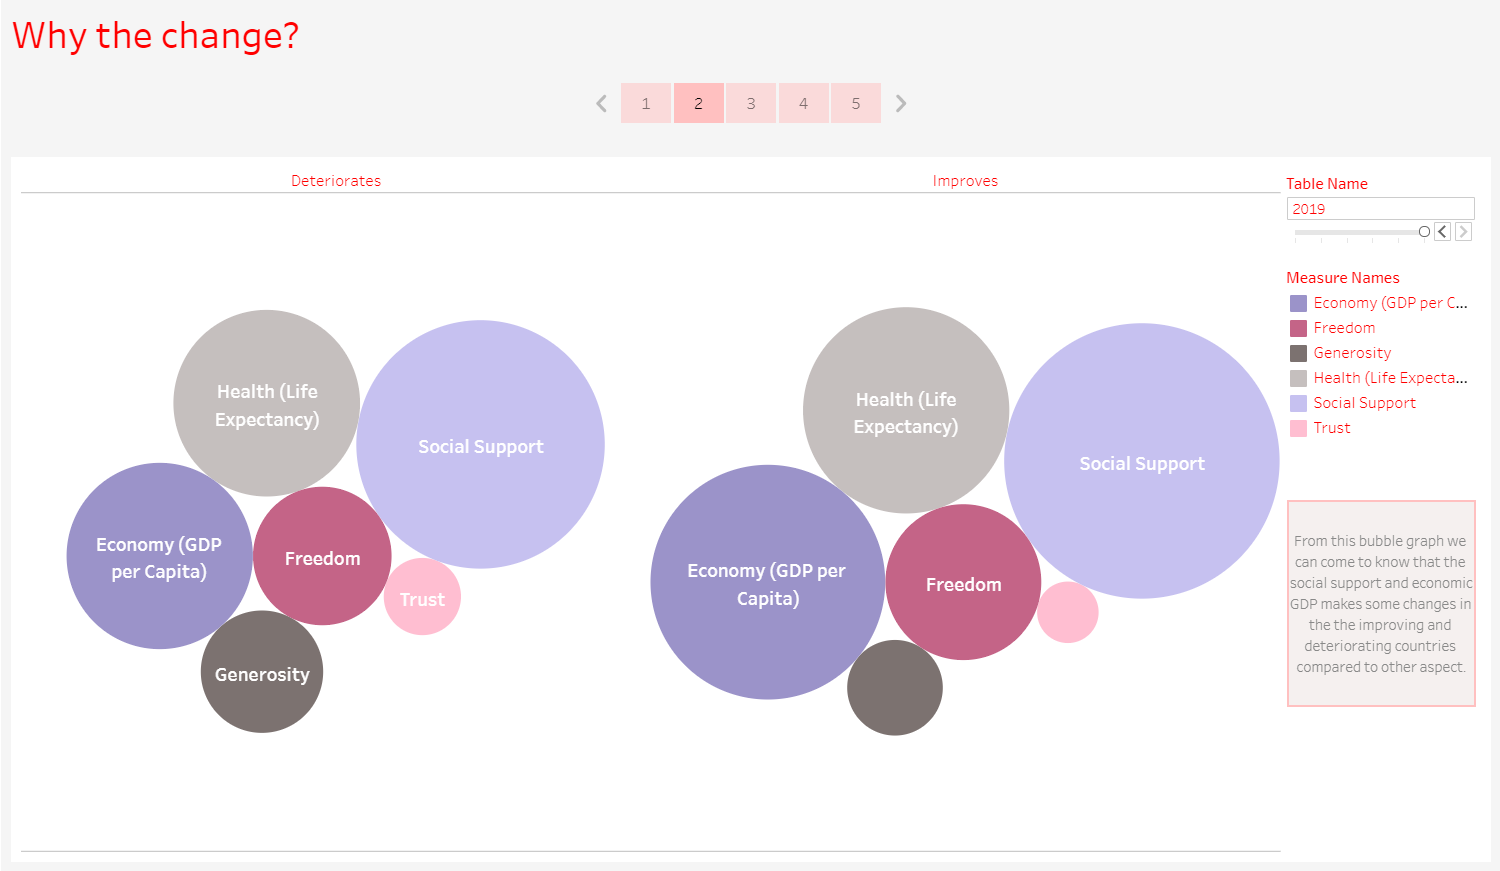 Why the change?
1 2 3 4 5
Deteriorates
Improves
Table Name
2019
Measure Names
Economy (GDP per C...
Freedom
Generosity
Health (Life Expecta...
Social Support
Trust
Health (Life
Expectancy)
Social Support
Economy (GDP
per Capita)
Freedom
Trust
Generosity
Health (Life
Expectancy)
Social Support
Economy (GDP per
Capita)
Freedom
From this bubble graph we
can come to know that the
social support and economic
GDP makes some changes in
the the improving and
deteriorating countries
compared to other aspect.